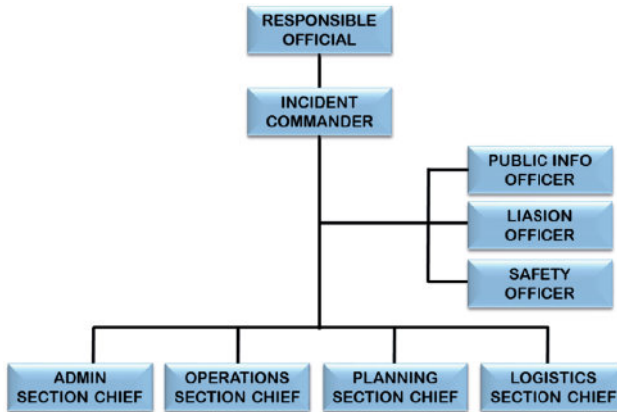 RESPONSIBLE
OFFICIAL
INCIDENT
COMMANDER
PUBLIC INFO
OFFICER
LIASION
OFFICER
SAFETY
OFFICER
ADMIN
SECTION CHIEF
OPERATIONS
SECTION CHIEF
PLANNING
SECTION CHIEF
LOGISTICS
SECTION CHIEF